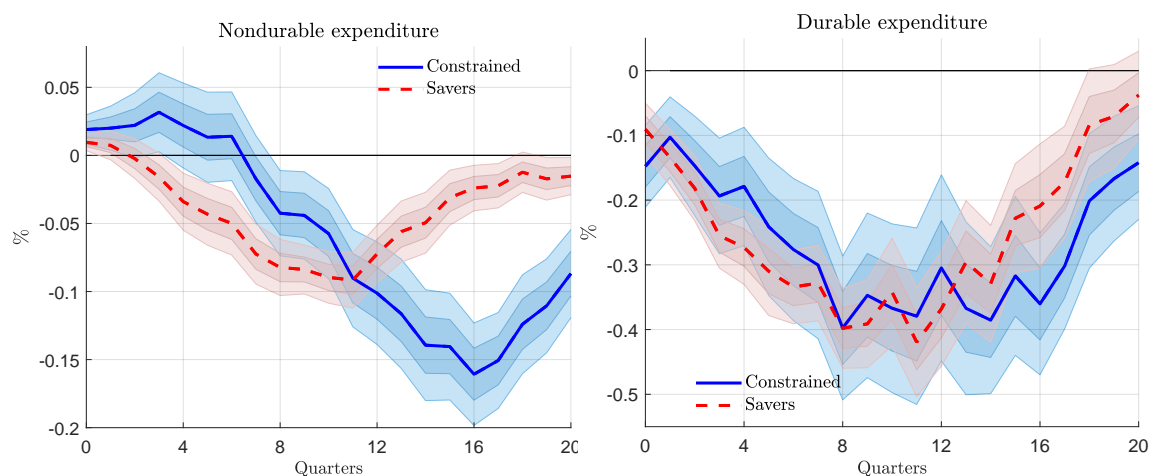 Nondurable expenditure
Constrained
Savers
0.05
0
-0.05
-0.1
-0.15
-0.2
%
0 4 8 12 16 20
Quarters
Durable expenditure
0
-0.1
-0.2
-0.3
-0.4
-0.5
%
Constrained
Savers
0 4 8 12 16 20
Quarters